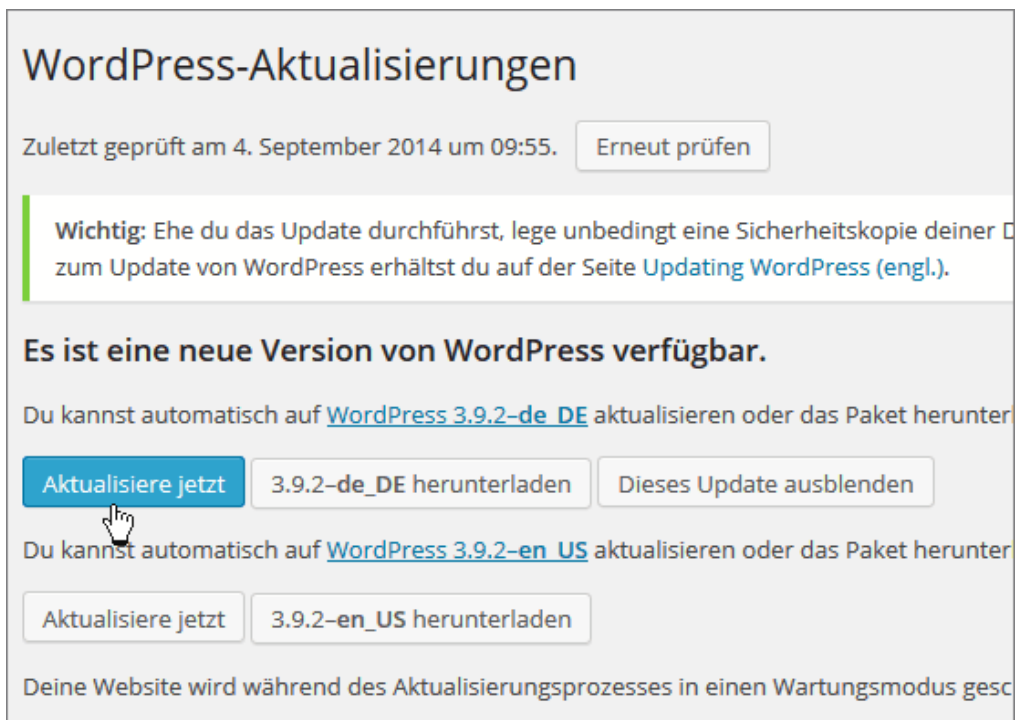 WordPress-Aktualisierungen
Zuletzt geprüft am 4. September 2014 um 09:55. Erneut prüfen
Wichtig: Ehe du das Update durchführst, lege unbedingt eine Sicherheitskopie deiner
zum Update von WordPress erhältst du auf der Seite Updating WordPress (engl.).
Es ist eine neue Version von WordPress verfügbar.
Du kannst automatisch auf WordPress 3.9.2–de_DE aktualisieren oder das Paket herunter
Aktualisiere jetzt 3.9.2–de_DE herunterladen Dieses Update ausblenden
Du kannst automatisch auf WordPress 3.9.2–en_US aktualisieren oder das Paket herunter
Aktualisiere jetzt 3.9.2–en_US herunterladen
Deine Website wird während des Aktualisierungsprozesses in einen Wartungsmodus gesc